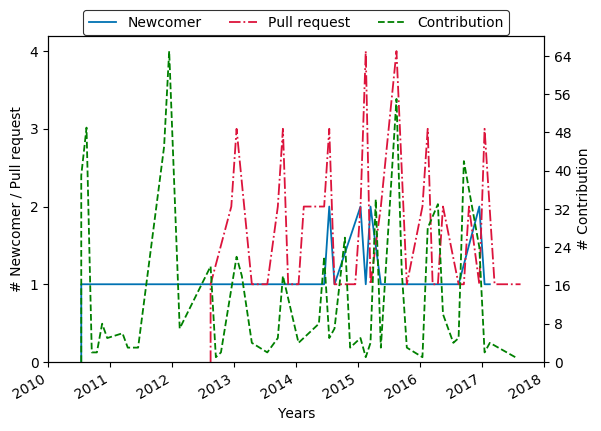 Newcomer Pull request Contribution
4 64
56
3 48
40
2 32
24
1 16
8
0 0
# Newcomer / Pull request
# Contribution
2010 2011 2012 2013 2014 2015 2016 2017 2018
Years